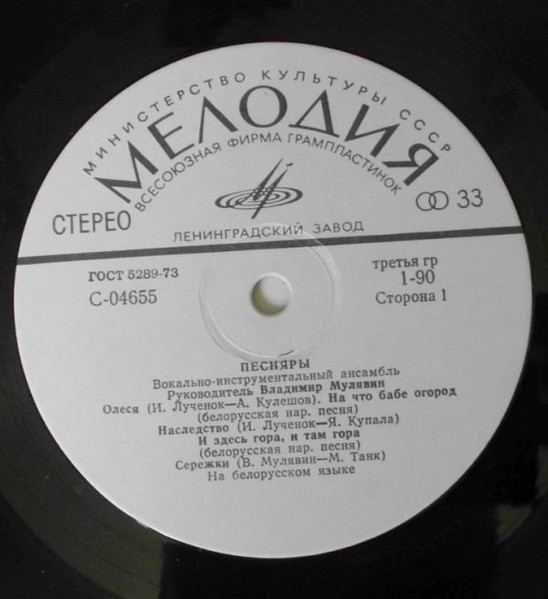 МИНИСТЕРСТВО КУЛЬТУРЫ СССР
МЕЛОДИЯ
ВСЕСОЮЗНАЯ ФИРМА ГРАМПЛАСТИНОК
СТЕРЕО
33
ЛЕНИНГРАДСКИЙ ЗАВОД
ГОСТ 5289-73
третья гр
С-04655
1-90
Сторона 1
ПЕСНЯРЫ
Вокально-инструментальный ансамбль
Руководитель Владимир Мулявин
Олеся (И. Лученок—А. Кулешов). На что бабе огород
(белорусская нар. песня)
Наследство (И. Лученок—Я. Купала)
И здесь гора, и там гора
(белорусская нар. песня)
Сережки (В. Мулявин—М. Танк)
На белорусском языке